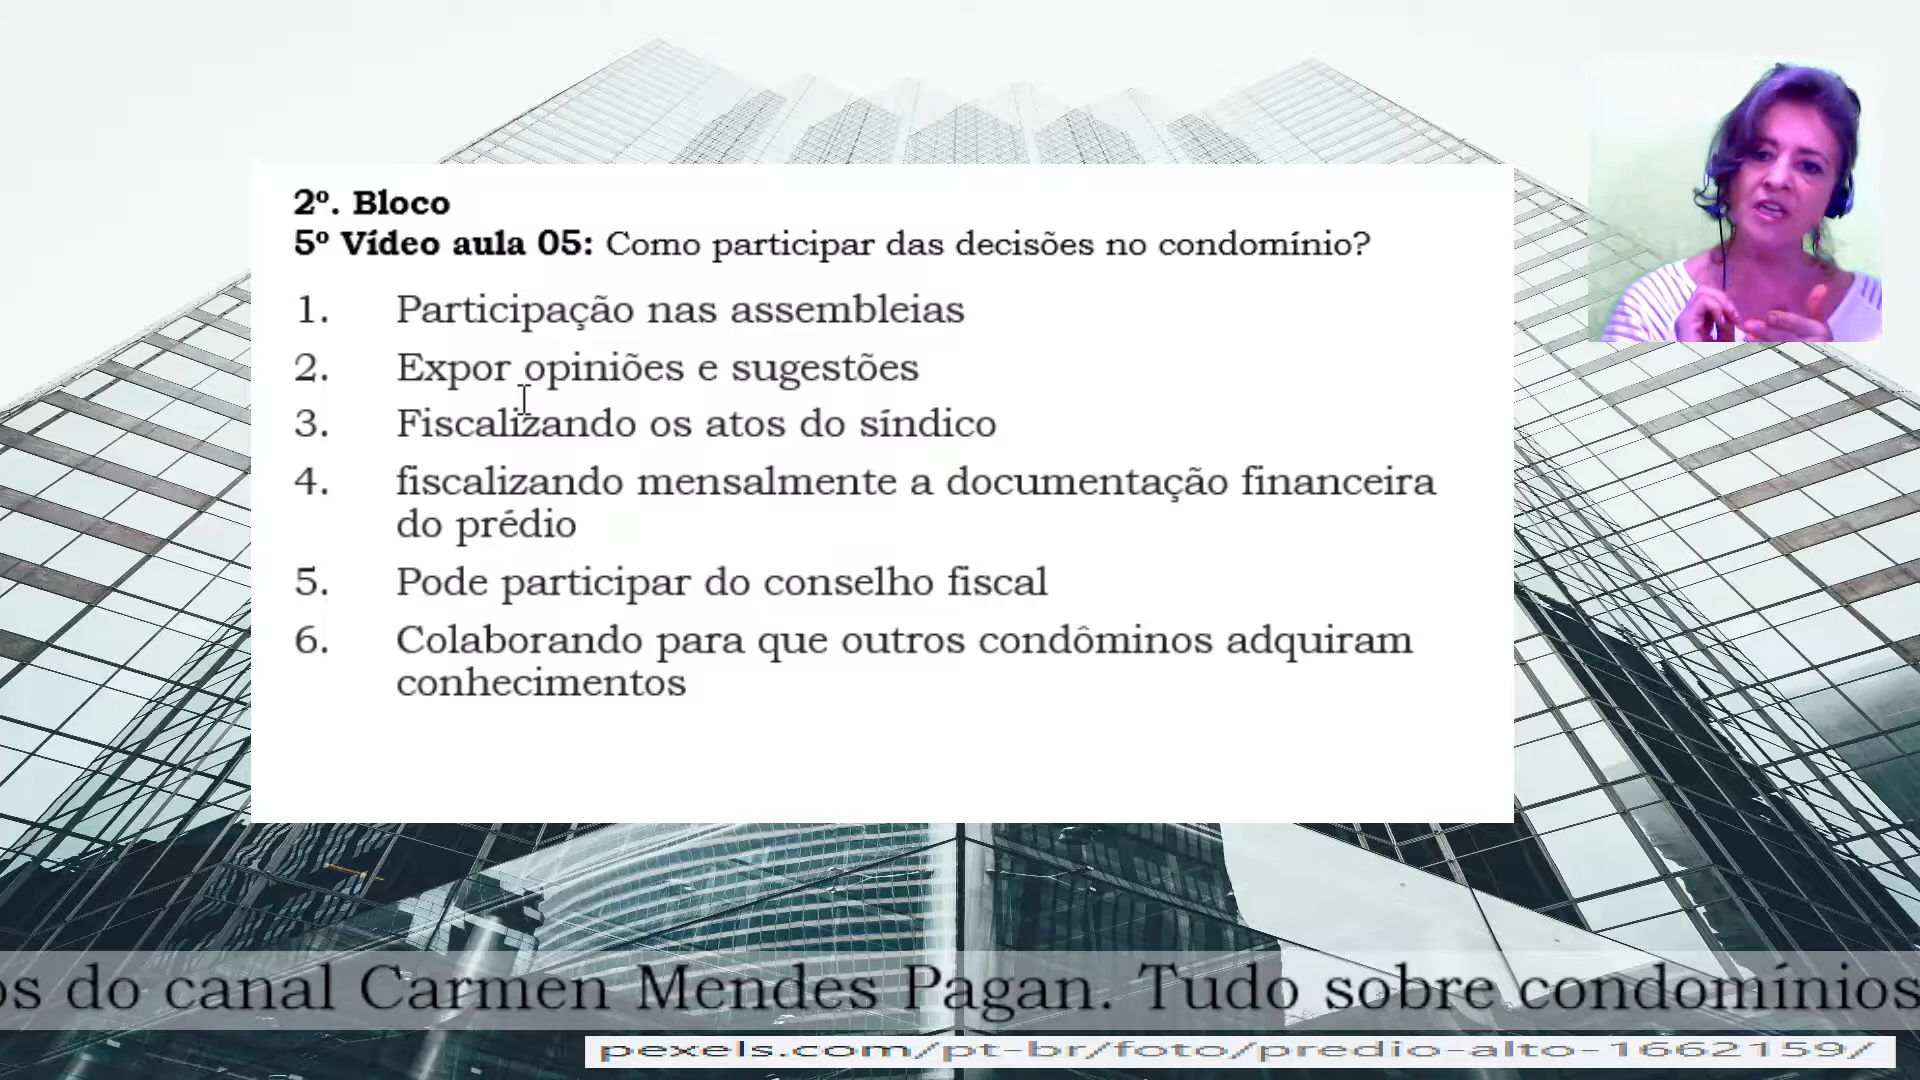 2º. Bloco
5º Vídeo aula 05: Como participar das decisões no condomínio?
1. Participação nas assembleias
2. Expor opiniões e sugestões
3. Fiscalizando os atos do síndico
4. fiscalizando mensalmente a documentação financeira
do prédio
5. Pode participar do conselho fiscal
6. Colaborando para que outros condôminos adquiram
conhecimentos
os do canal Carmen Mendes Pagan. Tudo sobre condomínios
pexels.com/pt-br/foto/predio-alto-1662159/